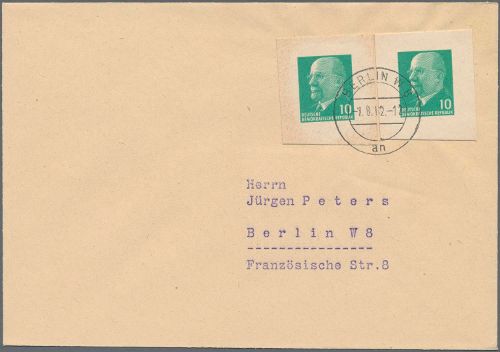 10
DEUTSCHE
DEMOKRATISCHE REPUBLIK
10
DEUTSCHE
DEMOKRATISCHE REPUBLIK
BERLIN
an
Herrn
Jürgen Peters
Berlin W8
Französische Str.8